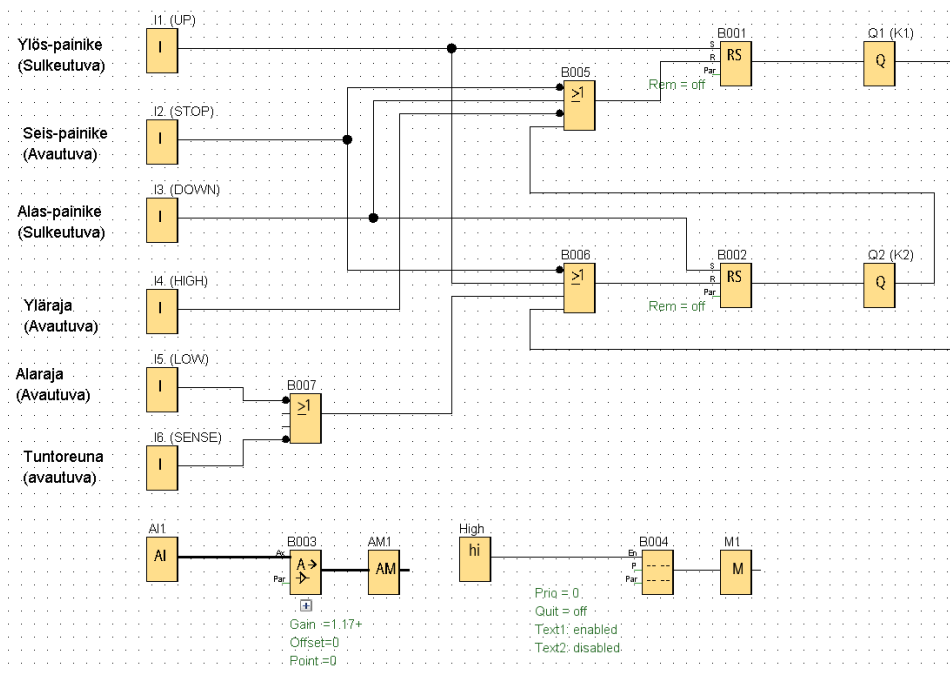 I1. (UP)
Ylös-painike
(Sulkeutuva)
I
B001
S
R
Par
RS
Rem = off
Q1 (K1)
Q
B005
≥1
I2. (STOP)
Seis-painike
(Avautuva)
I
I3. (DOWN)
Alas-painike
(Sulkeutuva)
I
B006
≥1
B002
S
R
Par
RS
Rem = off
Q2 (K2)
Q
I4. (HIGH)
Yläraja
(Avautuva)
I
I5. (LOW)
Alaraja
(Avautuva)
I
B007
≥1
I6. (SENSE)
Tuntoreuna
(avautuva)
I
AI1
AI
B003
Ax
Par
A→
Gain =1.17+
Offset=0
Point =0
AM1
AM
High
hi
B004
En
P
Par
Prio = 0
Quit = off
Text1: enabled
Text2: disabled
M1
M